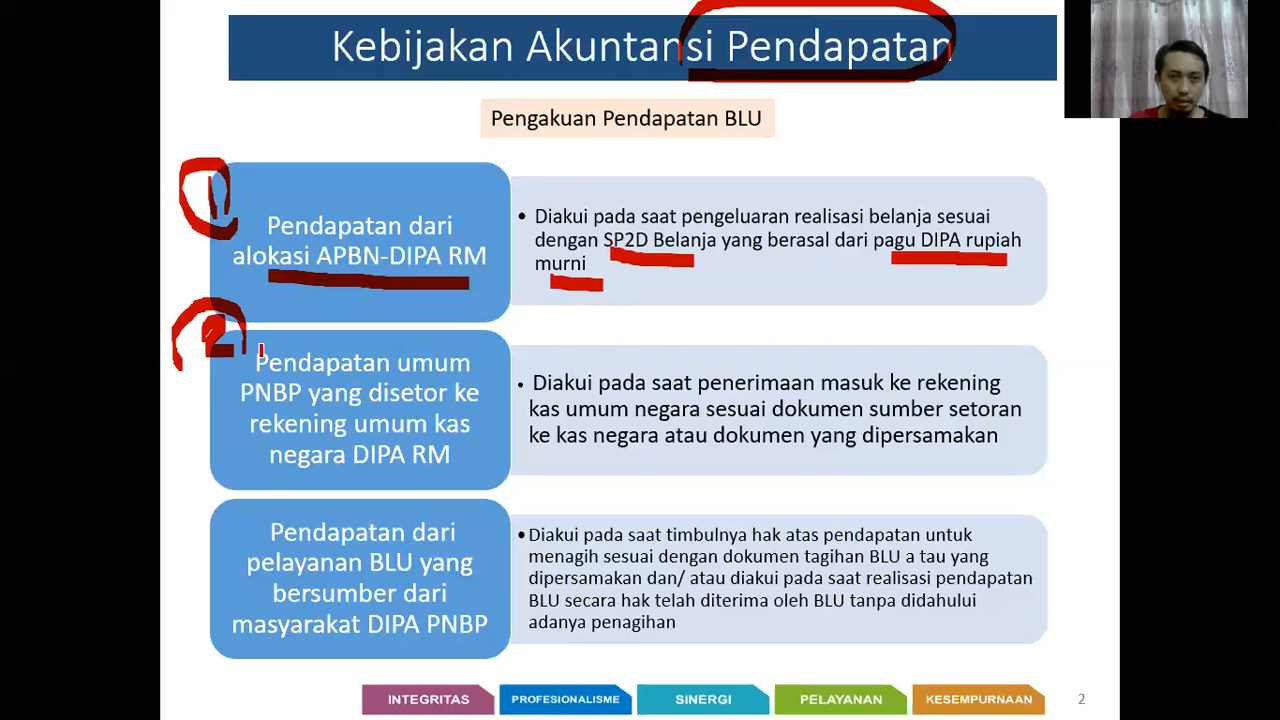 Kebijakan Akuntansi Pendapatan
Pengakuan Pendapatan BLU
1
Pendapatan dari
alokasi APBN-DIPA RM
• Diakui pada saat pengeluaran realisasi belanja sesuai
dengan SP2D Belanja yang berasal dari pagu DIPA rupiah
murni
2
Pendapatan umum
PNBP yang disetor ke
rekening umum kas
negara DIPA RM
• Diakui pada saat penerimaan masuk ke rekening
kas umum negara sesuai dokumen sumber setoran
ke kas negara atau dokumen yang dipersamakan
Pendapatan dari
pelayanan BLU yang
bersumber dari
masyarakat DIPA PNBP
• Diakui pada saat timbulnya hak atas pendapatan untuk
menagih sesuai dengan dokumen tagihan BLU a tau yang
dipersamakan dan/ atau diakui pada saat realisasi pendapatan
BLU secara hak telah diterima oleh BLU tanpa didahului
adanya penagihan
INTEGRITAS PROFESIONALISME SINERGI PELAYANAN KESEMPURNAAN 2